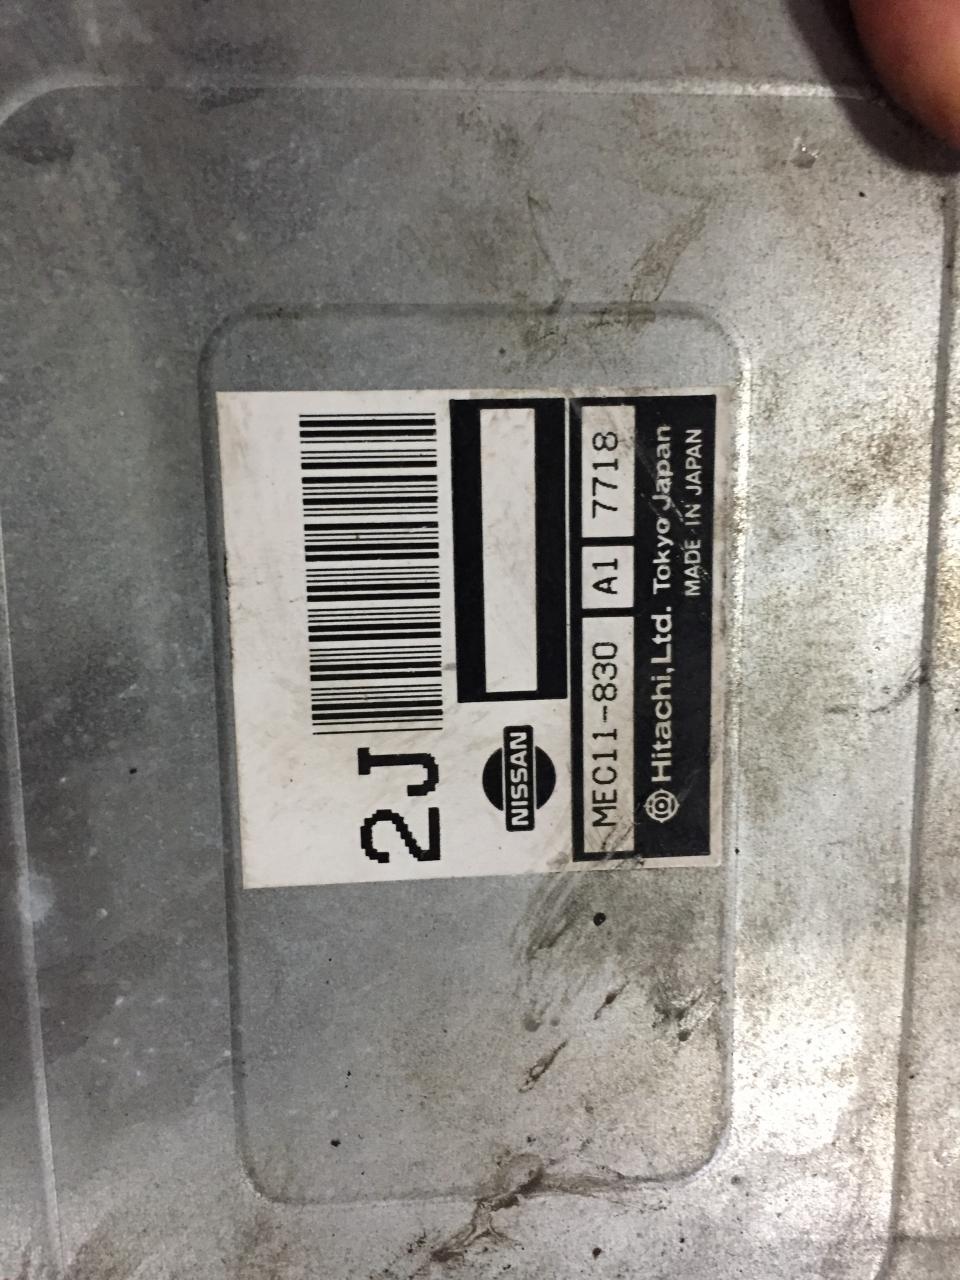 2J
NISSAN
MEC11-830 A1 7718
Hitachi, Ltd. Tokyo Japan
MADE IN JAPAN